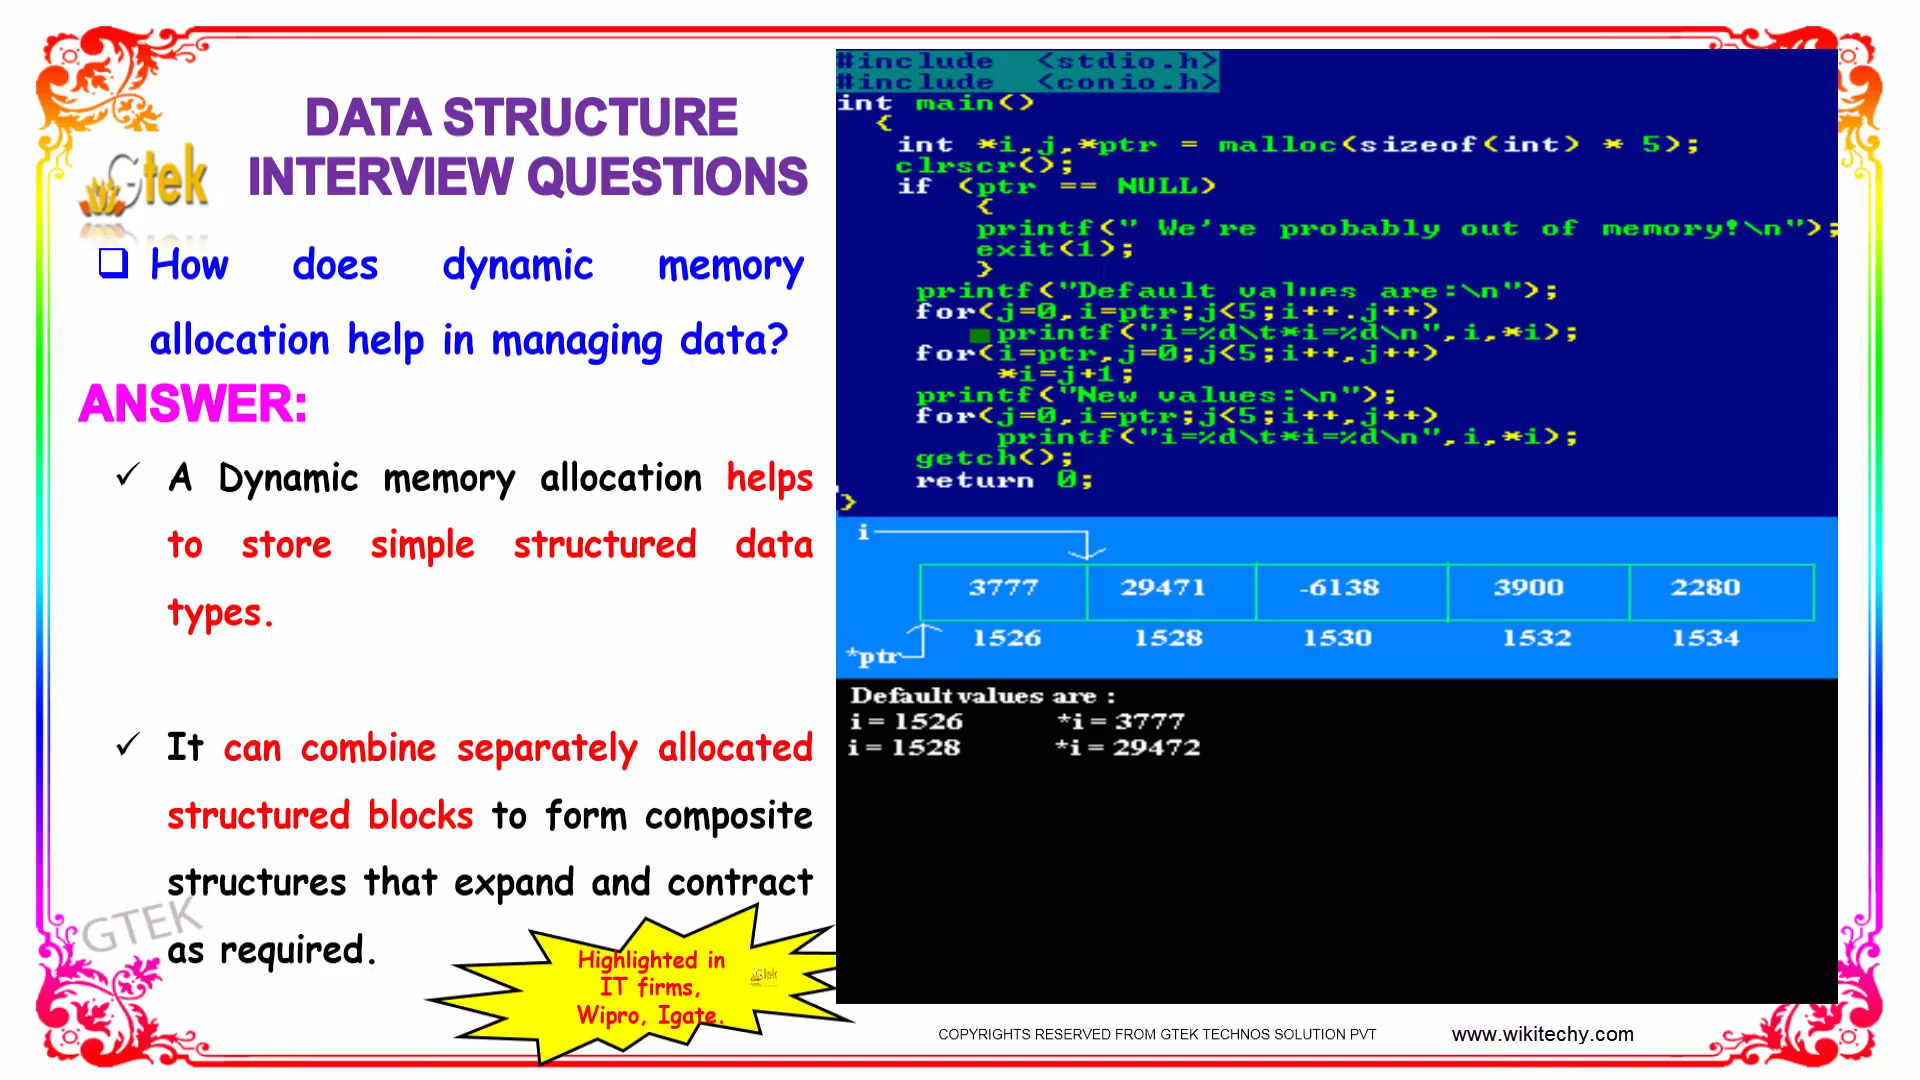 DATA STRUCTURE
INTERVIEW QUESTIONS
Gtek
How does dynamic memory
allocation help in managing data?
ANSWER:
A Dynamic memory allocation helps
to store simple structured data
types.
It can combine separately allocated
structured blocks to form composite
structures that expand and contract
as required.
GTEK
Highlighted in
IT firms,
Wipro, Igate.
Gtek
#include <stdio.h>
#include <conio.h>
int main()
{
int *i,j,*ptr = malloc(sizeof(int) * 5);
clrscr();
if (ptr == NULL)
{
printf(" We're probably out of memory!\n");
exit(1);
}
printf("Default values are:\n");
for(j=0,i=ptr;j<5;i++.j++)
printf("i=%d\t*i=%d\n",i,*i);
for(i=ptr,j=0;j<5;i++,j++)
*i=j+1;
printf("New values:\n");
for(j=0,i=ptr;j<5;i++,j++)
printf("i=%d\t*i=%d\n",i,*i);
getch();
return 0;
}
i
3777 29471 -6138 3900 2280
1526 1528 1530 1532 1534
*ptr
Default values are :
i = 1526 *i = 3777
i = 1528 *i = 29472
COPYRIGHTS RESERVED FROM GTEK TECHNOS SOLUTION PVT
www.wikitechy.com